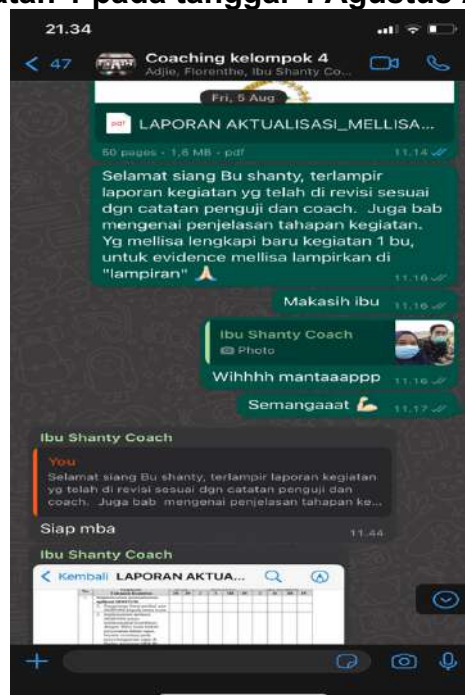 21.34
47
Coaching kelompok 4
Adjie, Florenthe, Ibu Shanty Co...
Fri, 5 Aug
pdf
LAPORAN AKTUALISASI_MELLISA...
50 pages • 1,6 MB • pdf
11.14
Selamat siang Bu shanty, terlampir
laporan kegiatan yg telah di revisi sesuai
dgn catatan penguji dan coach. Juga bab
mengenai penjelasan tahapan kegiatan.
Yg mellisa lengkapi baru kegiatan 1 bu,
untuk evidence mellisa lampirkan di
"lampiran" 🙏
11.16
Makasih ibu 11.16
Ibu Shanty Coach
Photo
Wihhhh mantaaappp 11.16
Semangaaat 💪 11.17
Ibu Shanty Coach
You
Selamat siang Bu shanty, terlampir laporan kegiatan
yg telah di revisi sesuai dgn catatan penguji dan
coach. Juga bab mengenai penjelasan tahapan ke...
Siap mba
11.44
Ibu Shanty Coach
Kembali LAPORAN AKTUA...